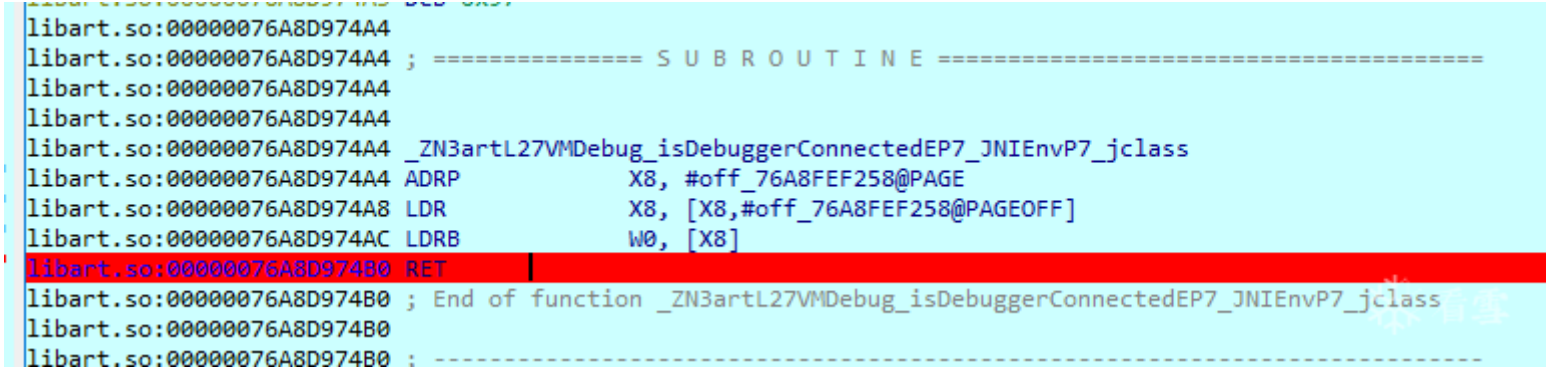 libart.so:00000076A8D974A4
libart.so:00000076A8D974A4 ; =============== S U B R O U T I N E =======================================
libart.so:00000076A8D974A4
libart.so:00000076A8D974A4
libart.so:00000076A8D974A4 _ZN3artL27VMDebug_isDebuggerConnectedEP7_JNIEnvP7_jclass
libart.so:00000076A8D974A4 ADRP X8, #off_76A8FEF258@PAGE
libart.so:00000076A8D974A8 LDR X8, [X8,#off_76A8FEF258@PAGEOFF]
libart.so:00000076A8D974AC LDRB W0, [X8]
libart.so:00000076A8D974B0 RET
libart.so:00000076A8D974B0 ; End of function _ZN3artL27VMDebug_isDebuggerConnectedEP7_JNIEnvP7_jclass
看雪
libart.so:00000076A8D974B0
libart.so:00000076A8D974B0 ; ---------------------------------------------------------------------------